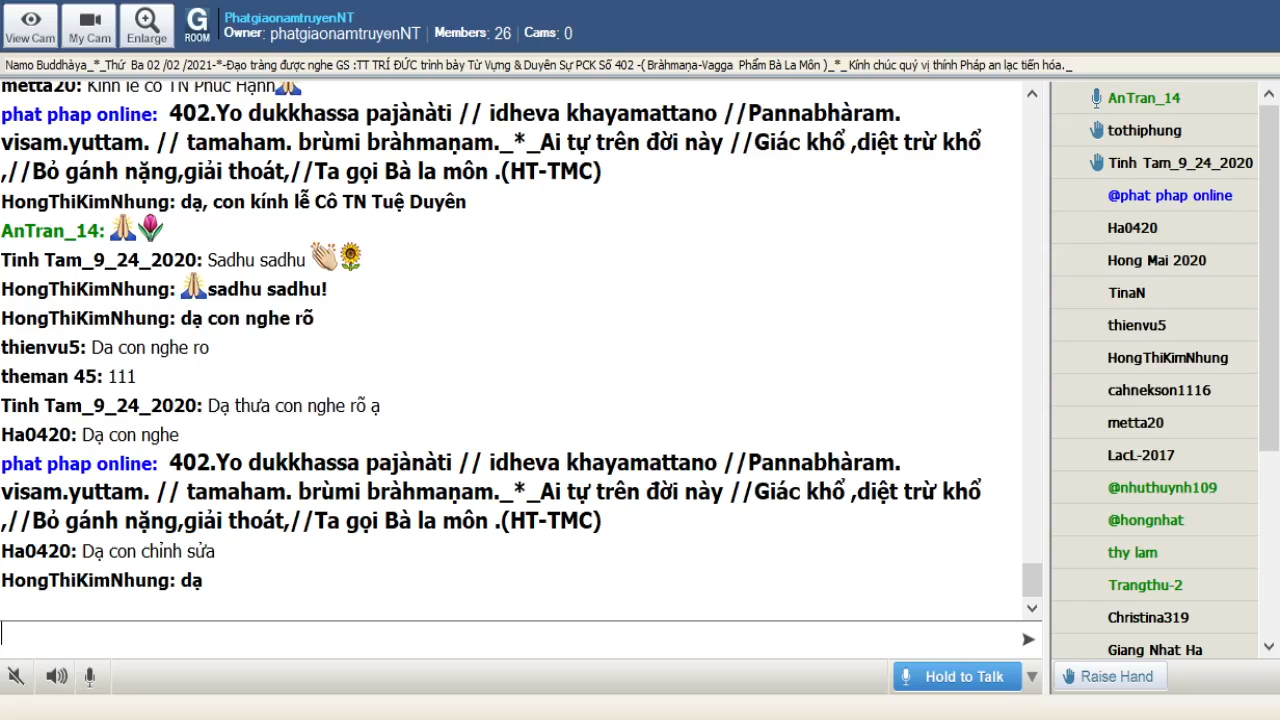 View Cam
My Cam
Enlarge
G
ROOM
PhatgiaonamtruyenNT
Owner: phatgiaonamtruyenNT | Members: 26 | Cams: 0
Namo Buddhàya_*_Thứ Ba 02 /02 /2021-*-Đạo tràng được nghe GS :TT TRÍ ĐỨC trình bày Từ Vựng & Duyên Sự PCK Số 402 -( Bràhmaṇa-Vagga Phẩm Bà La Môn )_*_ Kính chúc quý vị thính Pháp an lạc tiến hóa._
metta20: Kính lễ cô TN Phúc Hạnh🙏
phat phap online: 402.Yo dukkhassa pajànàti // idheva khayamattano //Pannabhàram.
visam.yuttam. // tamaham. brùmi bràhmaṇam._*_Ai tự trên đời này //Giác khổ ,diệt trừ khổ
,//Bỏ gánh nặng,giải thoát,//Ta gọi Bà la môn .(HT-TMC)
HongThiKimNhung: dạ, con kính lễ Cô TN Tuệ Duyên
AnTran_14: 🙏🌷
Tinh Tam_9_24_2020: Sadhu sadhu 👏🌻
HongThiKimNhung: 🙏sadhu sadhu!
HongThiKimNhung: dạ con nghe rõ
thienvu5: Da con nghe ro
theman 45: 111
Tinh Tam_9_24_2020: Dạ thưa con nghe rõ ạ
Ha0420: Dạ con nghe
phat phap online: 402.Yo dukkhassa pajànàti // idheva khayamattano //Pannabhàram.
visam.yuttam. // tamaham. brùmi bràhmaṇam._*_Ai tự trên đời này //Giác khổ ,diệt trừ khổ
,//Bỏ gánh nặng,giải thoát,//Ta gọi Bà la môn .(HT-TMC)
Ha0420: Dạ con chỉnh sửa
HongThiKimNhung: dạ
Hold to Talk
AnTran_14
tothiphung
Tinh Tam_9_24_2020
@phat phap online
Ha0420
Hong Mai 2020
TinaN
thienvu5
HongThiKimNhung
cahnekson1116
metta20
LacL-2017
@nhuthuynh109
@hongnhat
thy lam
Trangthu-2
Christina319
Giang Nhat Ha
Raise Hand